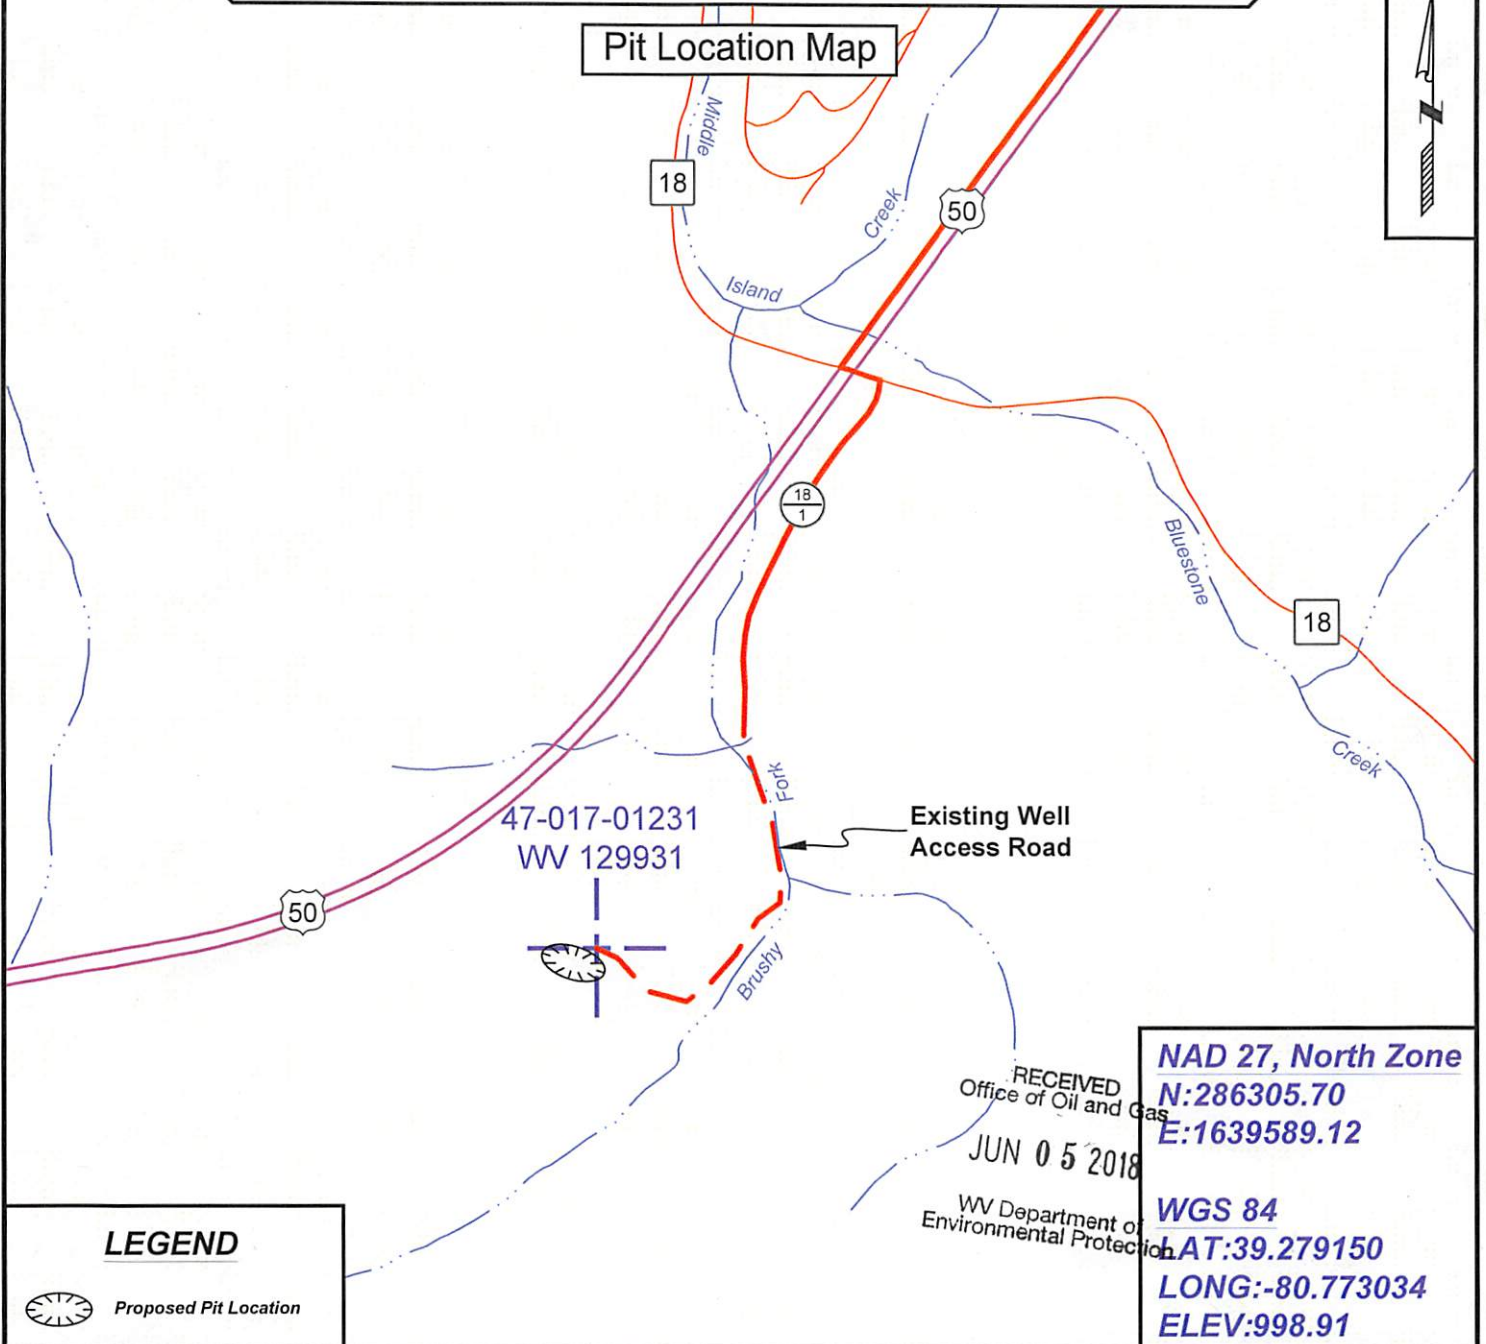 Pit Location Map
N
Middle
18
Creek
50
Island
18
1
Bluestone
18
Creek
Fork
47-017-01231
WV 129931
Existing Well
Access Road
50
Brushy
RECEIVED
Office of Oil and Gas
JUN 05 2018
WV Department of
Environmental Protection
NAD 27, North Zone
N:286305.70
E:1639589.12
WGS 84
LAT:39.279150
LONG:-80.773034
ELEV:998.91
LEGEND
Proposed Pit Location